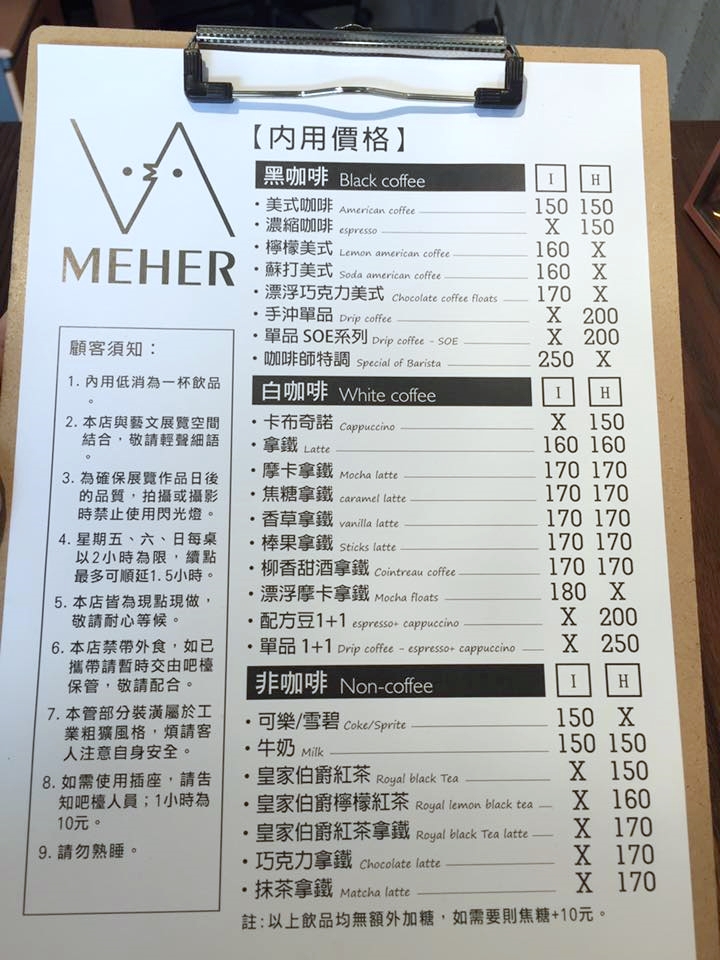 【內用價格】
MEHER
顧客須知：
1. 內用低消為一杯飲品
。
2. 本店與藝文展覽空間
結合，敬請輕聲細語
。
3. 為確保展覽作品日後
的品質，拍攝或攝影
時禁止使用閃光燈。
4. 星期五、六、日每桌
以2小時為限，續點
最多可順延1.5小時。
5. 本店皆為現點現做，
敬請耐心等候。
6. 本店禁帶外食，如已
攜帶請暫時交由吧檯
保管，敬請配合。
7. 本管部分裝潢屬於工
業粗獷風格，煩請客
人注意自身安全。
8. 如需使用插座，請告
知吧檯人員；1小時為
10元。
9. 請勿熟睡。
黑咖啡 Black coffee I H
・美式咖啡 American coffee 150 150
・濃縮咖啡 espresso X 150
・檸檬美式 Lemon american coffee 160 X
・蘇打美式 Soda american coffee 160 X
・漂浮巧克力美式 Chocolate coffee floats 170 X
・手沖單品 Drip coffee X 200
・單品 SOE系列 Drip coffee - SOE X 200
・咖啡師特調 Special of Barista 250 X
白咖啡 White coffee I H
・卡布奇諾 Cappuccino X 150
・拿鐵 Latte 160 160
・摩卡拿鐵 Mocha latte 170 170
・焦糖拿鐵 caramel latte 170 170
・香草拿鐵 vanilla latte 170 170
・棒果拿鐵 Sticks latte 170 170
・柳香甜酒拿鐵 Cointreau coffee 170 170
・漂浮摩卡拿鐵 Mocha floats 180 X
・配方豆1+1 espresso+ cappuccino X 200
・單品 1+1 Drip coffee - espresso+ cappuccino X 250
非咖啡 Non-coffee I H
・可樂/雪碧 Coke/Sprite 150 X
・牛奶 Milk 150 150
・皇家伯爵紅茶 Royal black Tea X 150
・皇家伯爵檸檬紅茶 Royal lemon black tea X 160
・皇家伯爵紅茶拿鐵 Royal black Tea latte X 170
・巧克力拿鐵 Chocolate latte X 170
・抹茶拿鐵 Matcha latte X 170
註：以上飲品均無額外加糖，如需要則焦糖+10元。